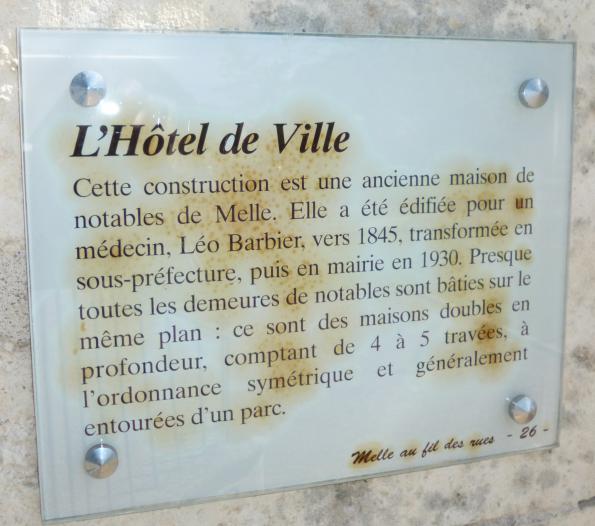 L'Hôtel de Ville
Cette construction est une ancienne maison de
notables de Melle. Elle a été édifiée pour un
médecin, Léo Barbier, vers 1845, transformée en
sous-préfecture, puis en mairie en 1930. Presque
toutes les demeures de notables sont bâties sur le
même plan : ce sont des maisons doubles en
profondeur, comptant de 4 à 5 travées, à
l'ordonnance symétrique et généralement
entourées d'un parc.
Melle au fil des rues - 26 -